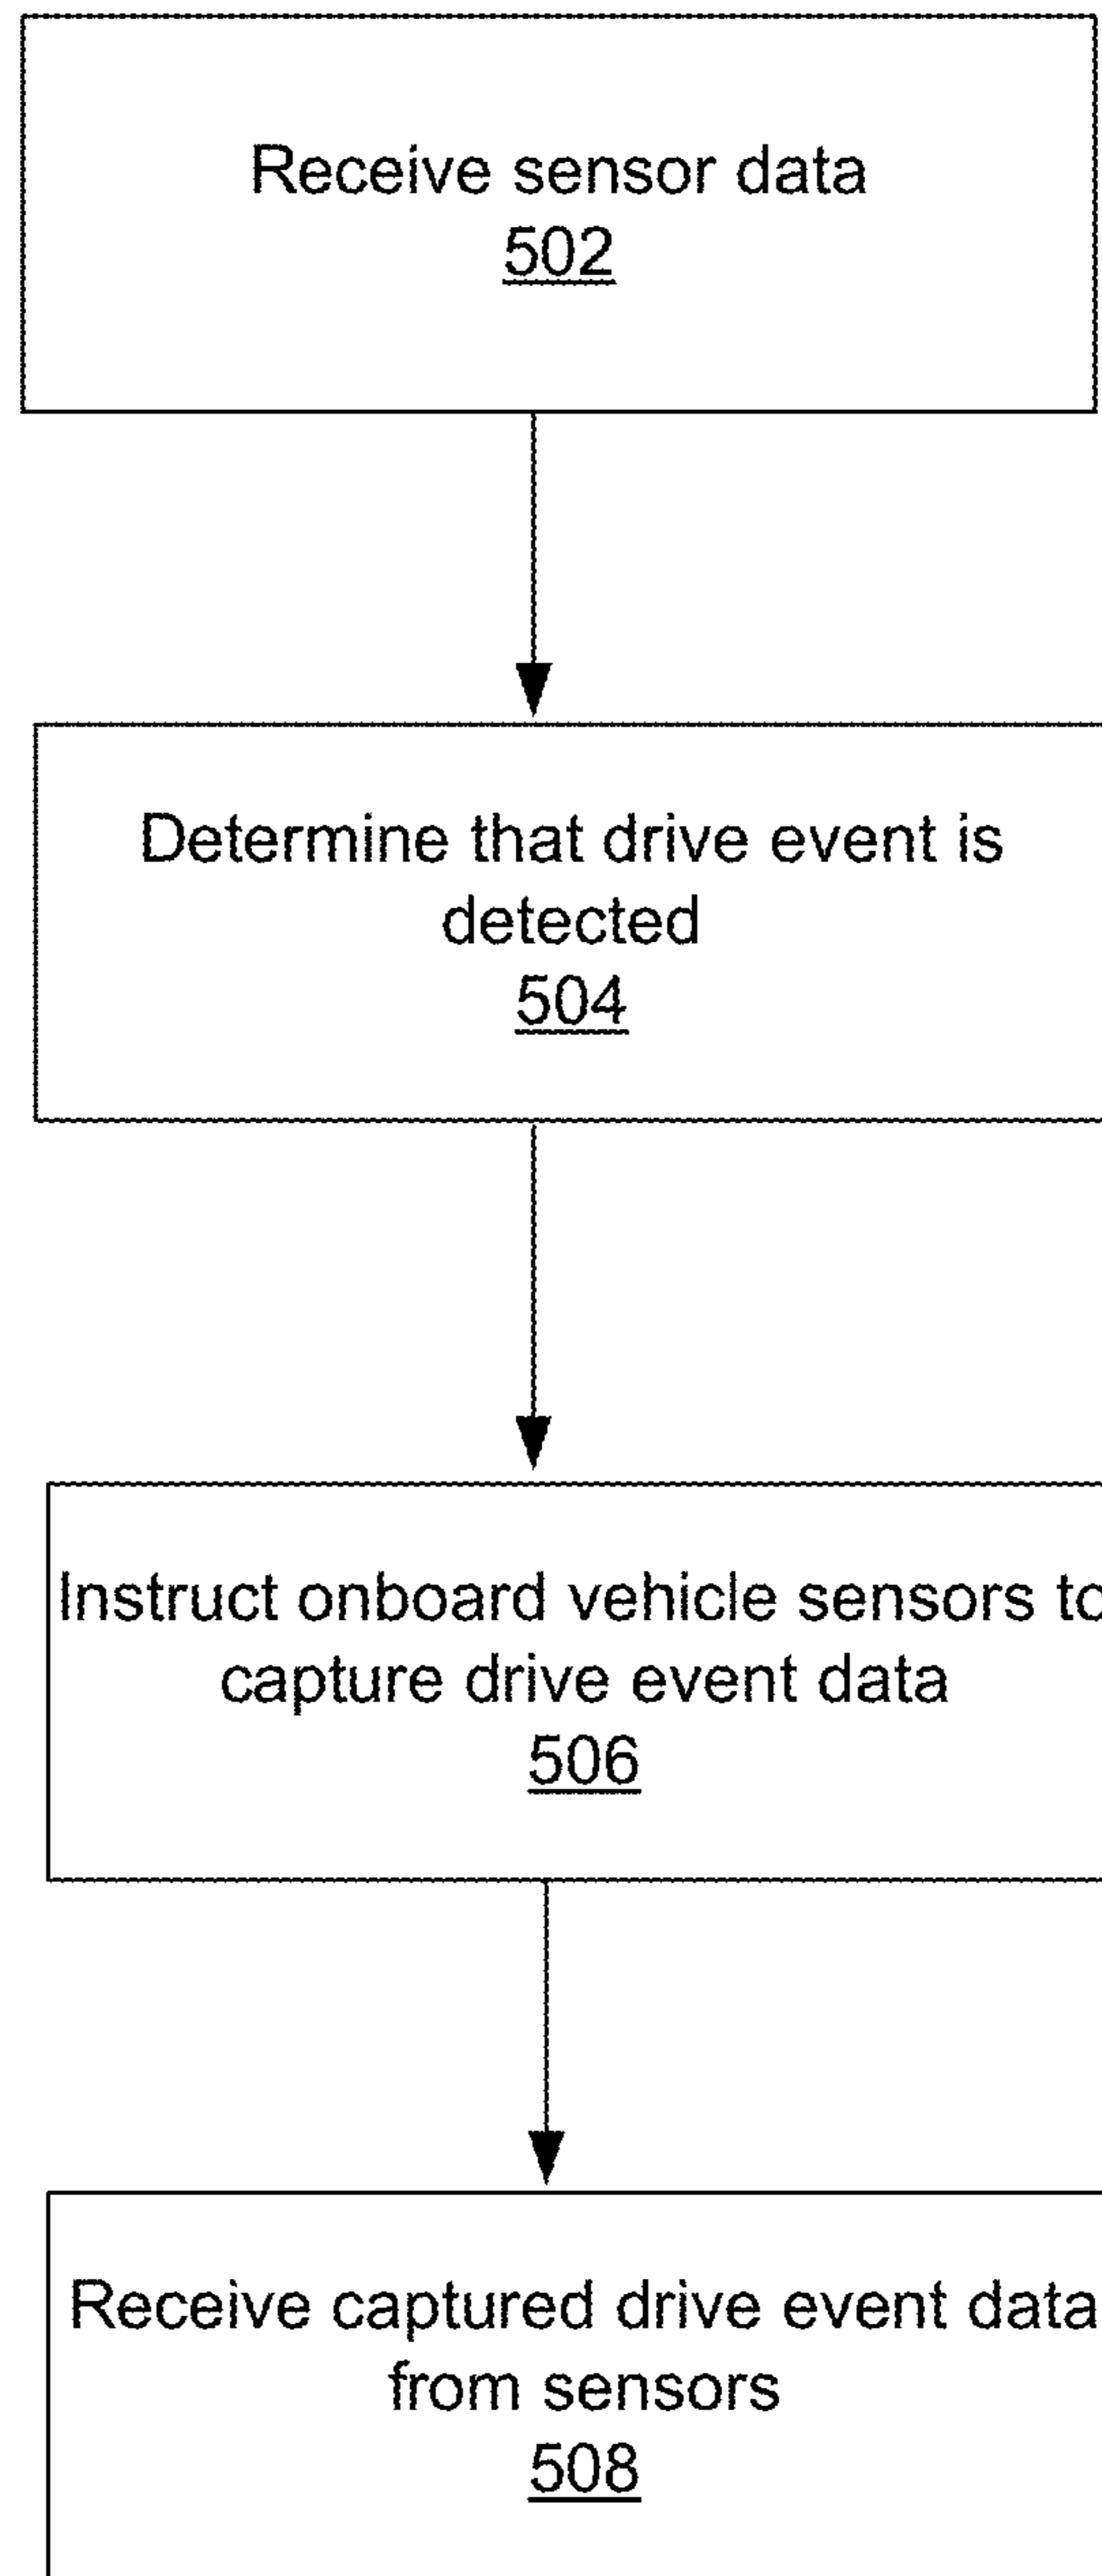 Receive sensor data
502
Determine that drive event is
detected
504
Instruct onboard vehicle sensors to
capture drive event data
506
Receive captured drive event data
from sensors
508